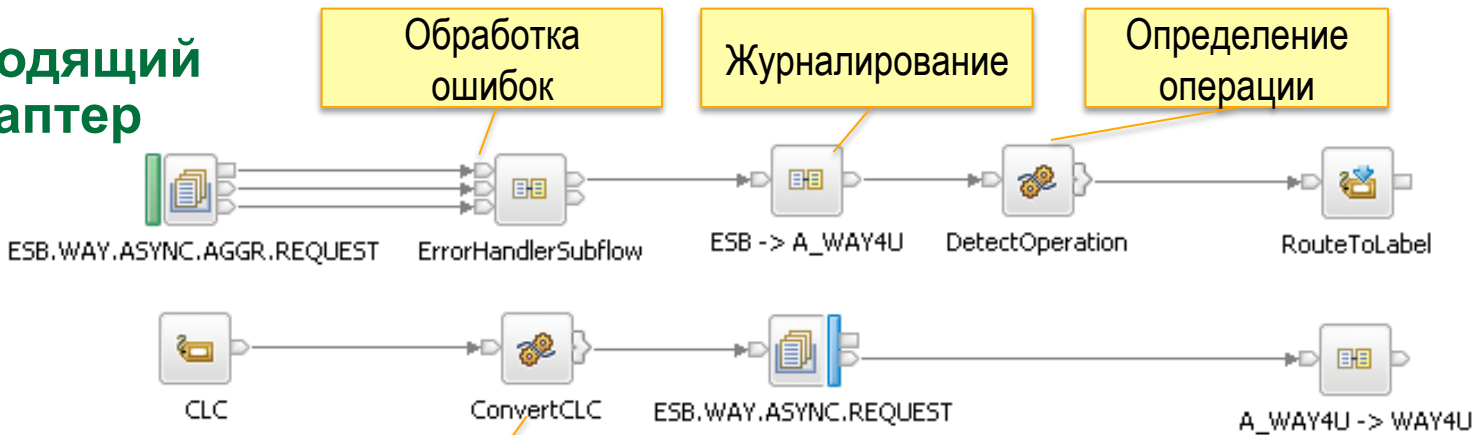 одящий
аптер
Обработка
ошибок
Журналирование
Определение
операции
ESB.WAY.ASYNC.AGGR.REQUEST
ErrorHandlerSubflow
ESB -> A_WAY4U
DetectOperation
RouteToLabel
CLC
ConvertCLC
ESB.WAY.ASYNC.REQUEST
A_WAY4U -> WAY4U